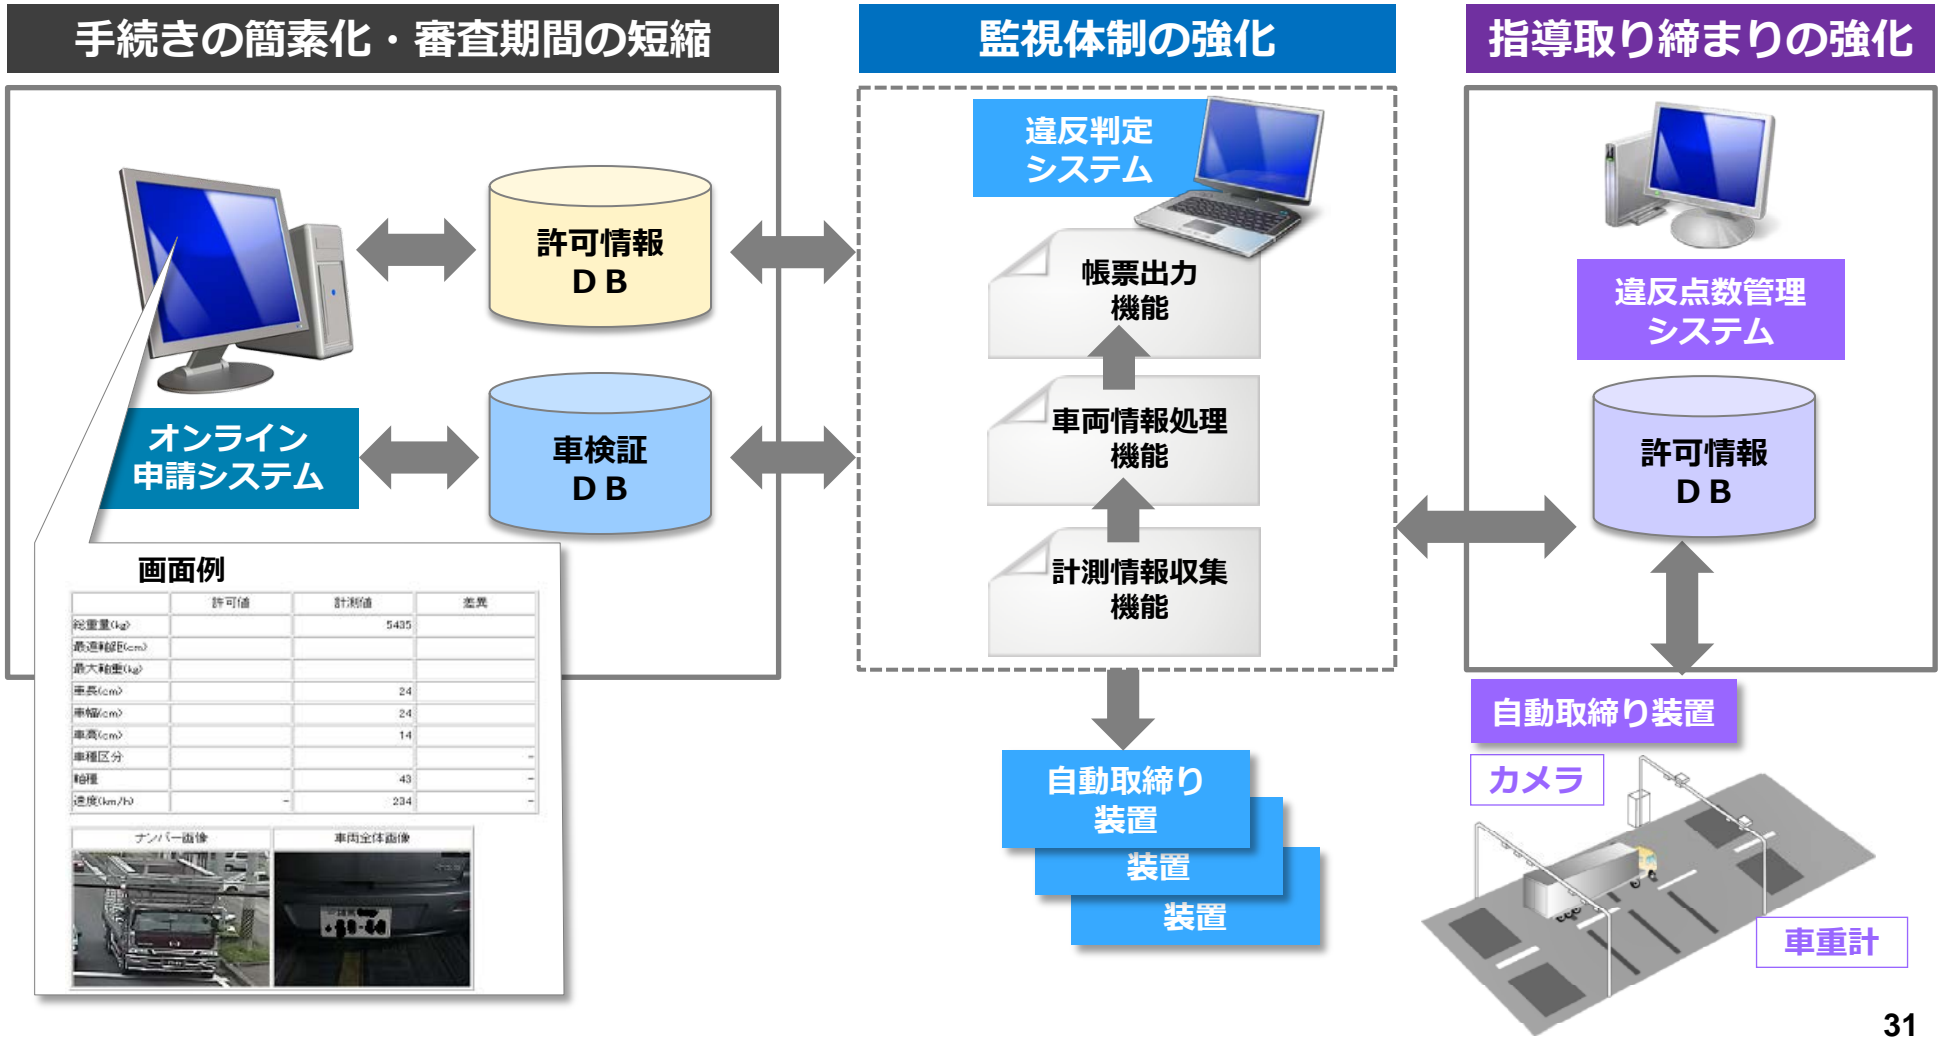 手続きの簡素化・審査期間の短縮
監視体制の強化
指導取り締まりの強化
許可情報
ＤＢ
オンライン
申請システム
車検証
ＤＢ
画面例
許可値 計測値 差異
総重量(kg) 5435
最遠軸距(cm)
最大軸重(kg)
車長(cm) 24
車幅(cm) 24
車高(cm) 14
車種区分 -
軸種 43 -
速度(km/h) - 234 -
ナンバー画像 車両全体画像
違反判定
システム
帳票出力
機能
車両情報処理
機能
計測情報収集
機能
自動取締り
装置
装置
装置
違反点数管理
システム
許可情報
ＤＢ
自動取締り装置
カメラ
車重計
31